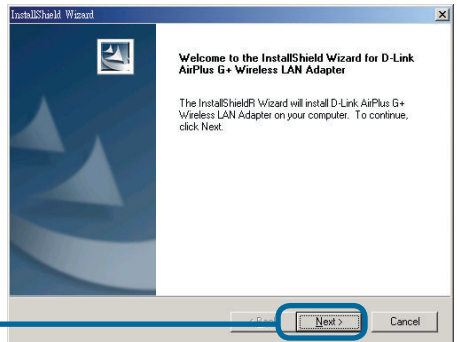 InstallShield Wizard
Welcome to the InstallShield Wizard for D-Link
AirPlus G+ Wireless LAN Adapter
The InstallShieldR Wizard will install D-Link AirPlus G+
Wireless LAN Adapter on your computer. To continue,
click Next.
Next >
Cancel